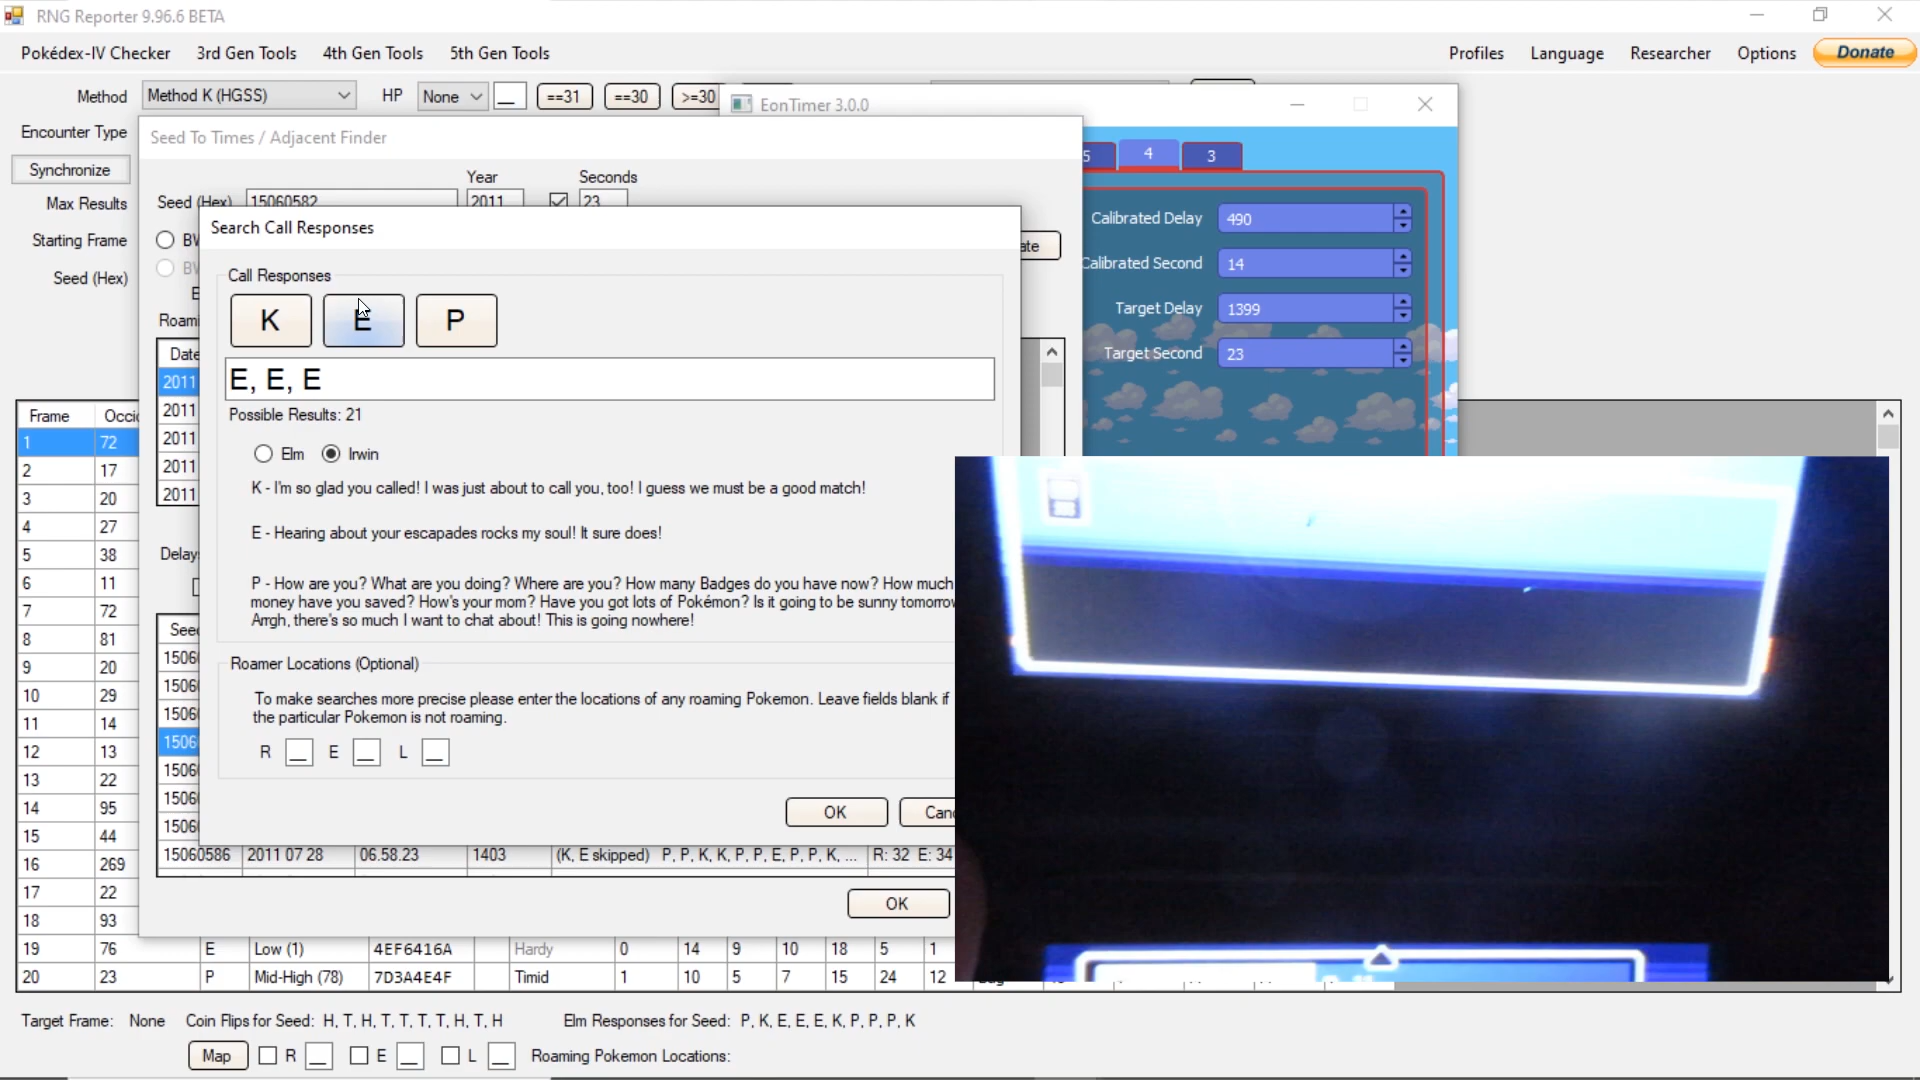 RNG Reporter 9.96.6 BETA
Pokédex-IV Checker 3rd Gen Tools 4th Gen Tools 5th Gen Tools Profiles Language Researcher Options Donate
Method Method K (HGSS) HP None __ ==31 ==30 >=30
EonTimer 3.0.0
Encounter Type
Seed To Times / Adjacent Finder
5 4 3
Synchronize
Year Seconds
Max Results
Seed (Hex) 15060582 2011 23
Calibrated Delay 490
Search Call Responses
Starting Frame
BV
ate
Calibrated Second 14
Seed (Hex)
BV
Call Responses
E
K E P
Target Delay 1399
Roami
Date
Target Second 23
2011
E, E, E
2011
Possible Results: 21
Frame Occid
2011
1 72
Elm Irwin
2011
2 17
K - I'm so glad you called! I was just about to call you, too! I guess we must be a good match!
2011
3 20
4 27
E - Hearing about your escapades rocks my soul! It sure does!
5 38
Delay
6 11
P - How are you? What are you doing? Where are you? How many Badges do you have now? How much
7 72
money have you saved? How's your mom? Have you got lots of Pokémon? Is it going to be sunny tomorrow
Arrgh, there's so much I want to chat about! This is going nowhere!
Seed
8 81
1506
9 20
Roamer Locations (Optional)
1506
10 29
To make searches more precise please enter the locations of any roaming Pokemon. Leave fields blank if
1506
11 14
the particular Pokemon is not roaming.
1506
12 13
R __ E __ L __
1506
13 22
1506
14 95
OK Canc
1506
15 44
15060586 2011 07 28 06.58.23 1403 (K, E skipped) P, P, K, K, P, P, E, P, P, K, ... R: 32 E: 34
16 269
17 22
OK
18 93
19 76 E Low (1) 4EF6416A Hardy 0 14 9 10 18 5 1
20 23 P Mid-High (78) 7D3A4E4F Timid 1 10 5 7 15 24 12
Target Frame: None Coin Flips for Seed: H, T, H, T, T, T, T, H, T, H Elm Responses for Seed: P, K, E, E, E, K, P, P, P, K
Map R __ E __ L __ Roaming Pokemon Locations: